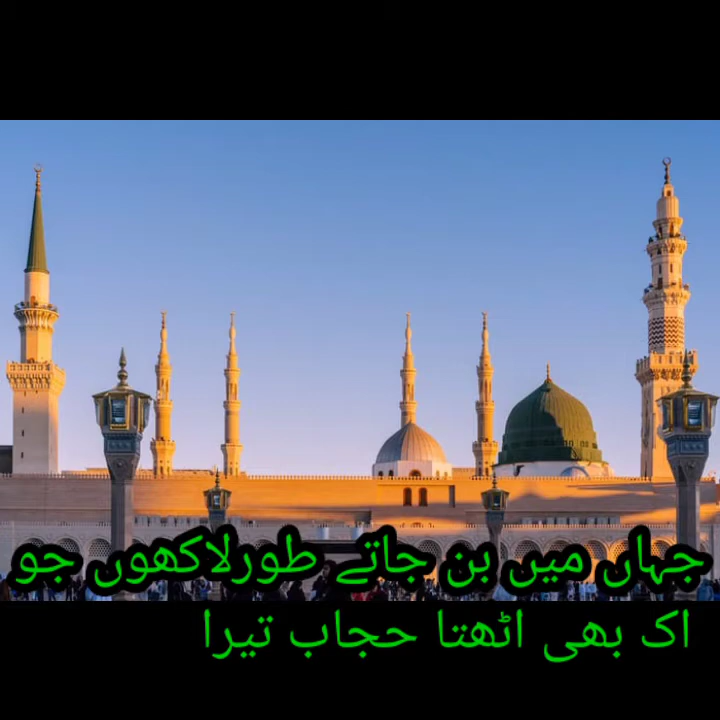 جہاں میں بن جاتے طورلاکھوں جو
اک بھی اٹھتا حجاب تیرا